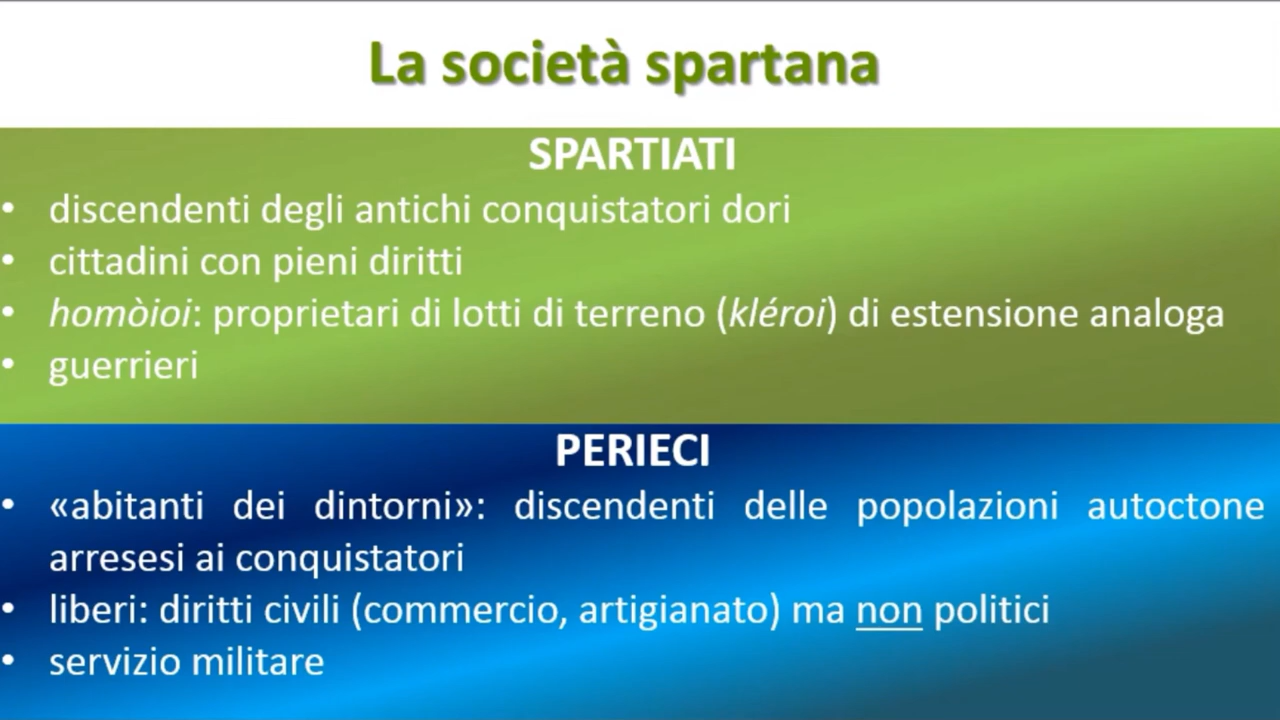 La società spartana
SPARTIATI
• discendenti degli antichi conquistatori dori
• cittadini con pieni diritti
• homòioi: proprietari di lotti di terreno (kléroi) di estensione analoga
• guerrieri
PERIECI
• «abitanti dei dintorni»: discendenti delle popolazioni autoctone
arresesi ai conquistatori
• liberi: diritti civili (commercio, artigianato) ma non politici
• servizio militare